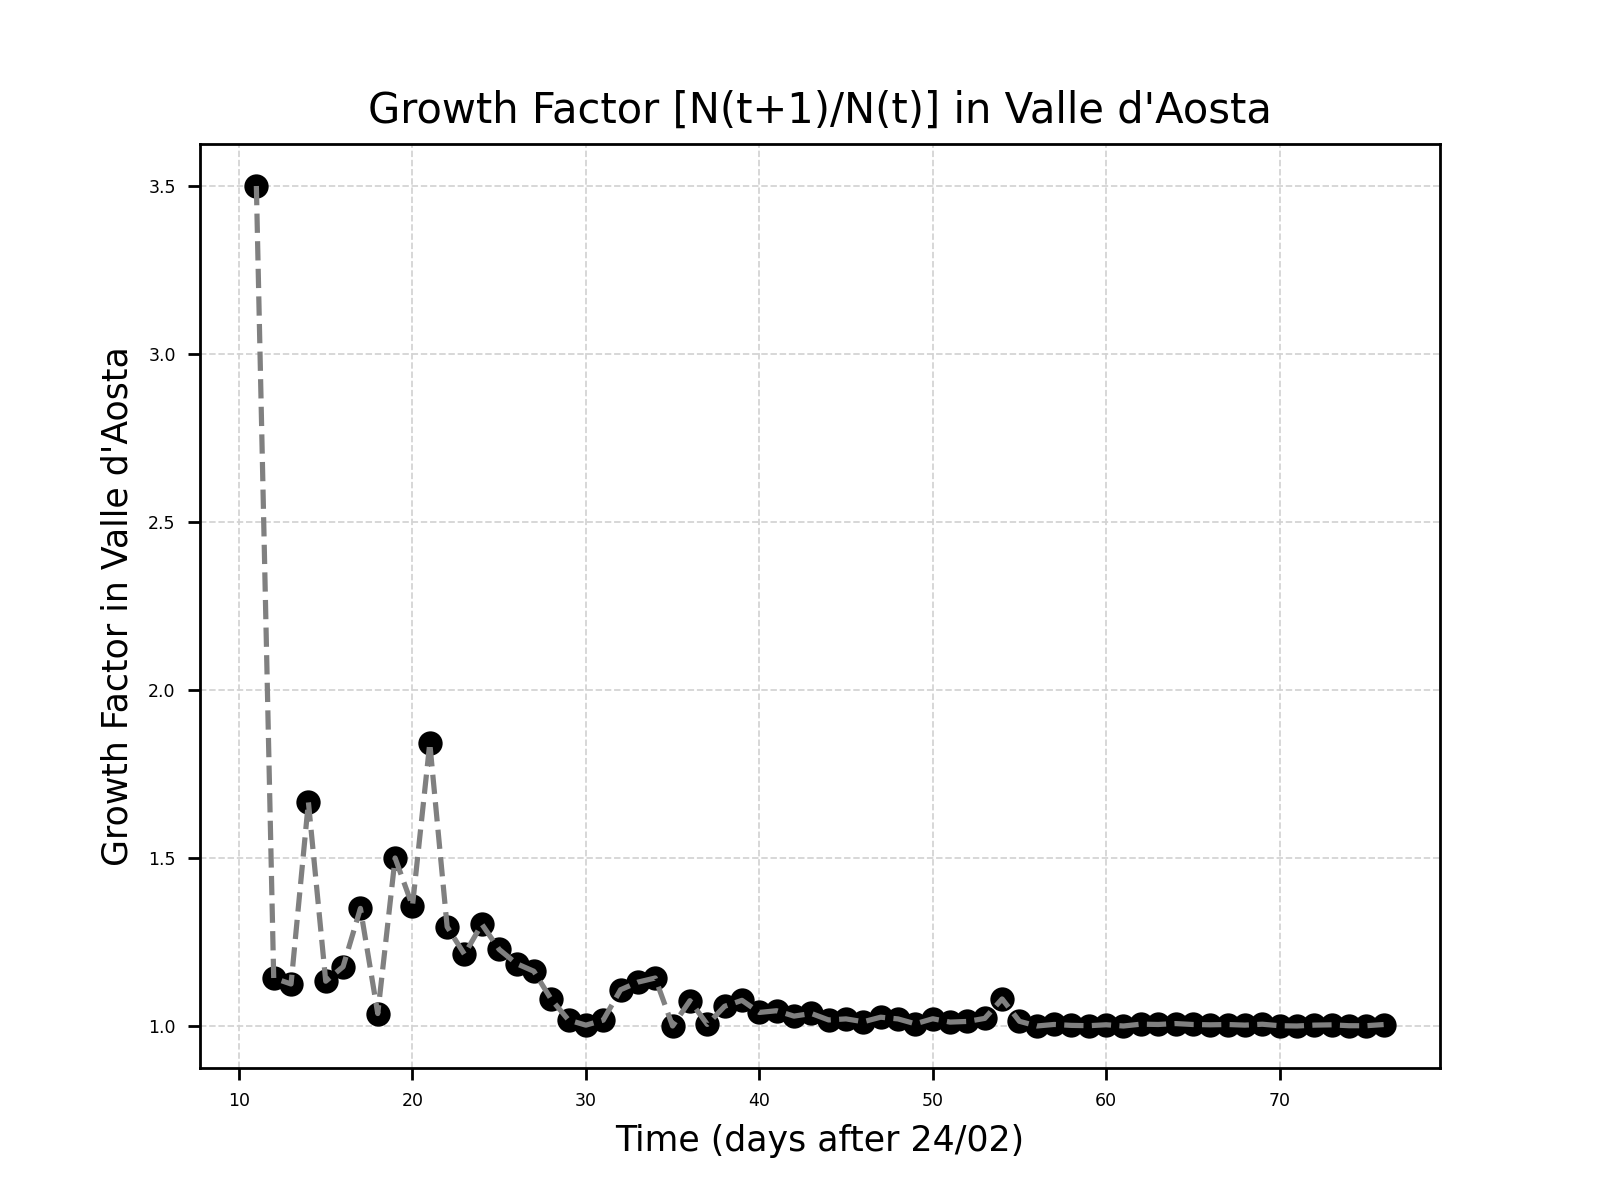 Growth Factor [N(t+1)/N(t)] in Valle d'Aosta
Growth Factor in Valle d'Aosta
3.5
3.0
2.5
2.0
1.5
1.0
10 20 30 40 50 60 70
Time (days after 24/02)